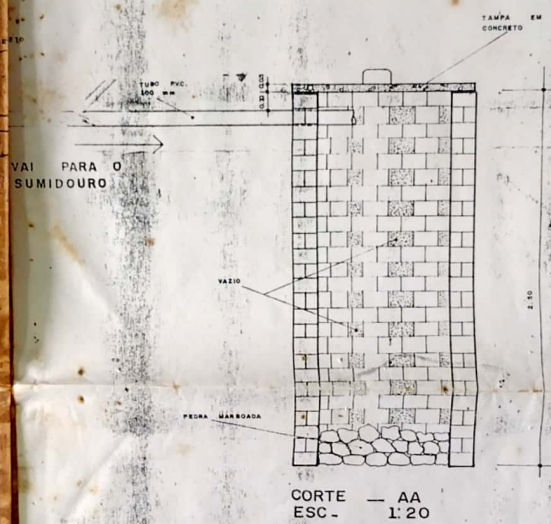 TAMPA EM
CONCRETO
TUBO PVC.
100 mm
VAI PARA O
SUMIDOURO
VAZIO
2.50
PEDRA MARROADA
CORTE — AA
ESC- 1:20